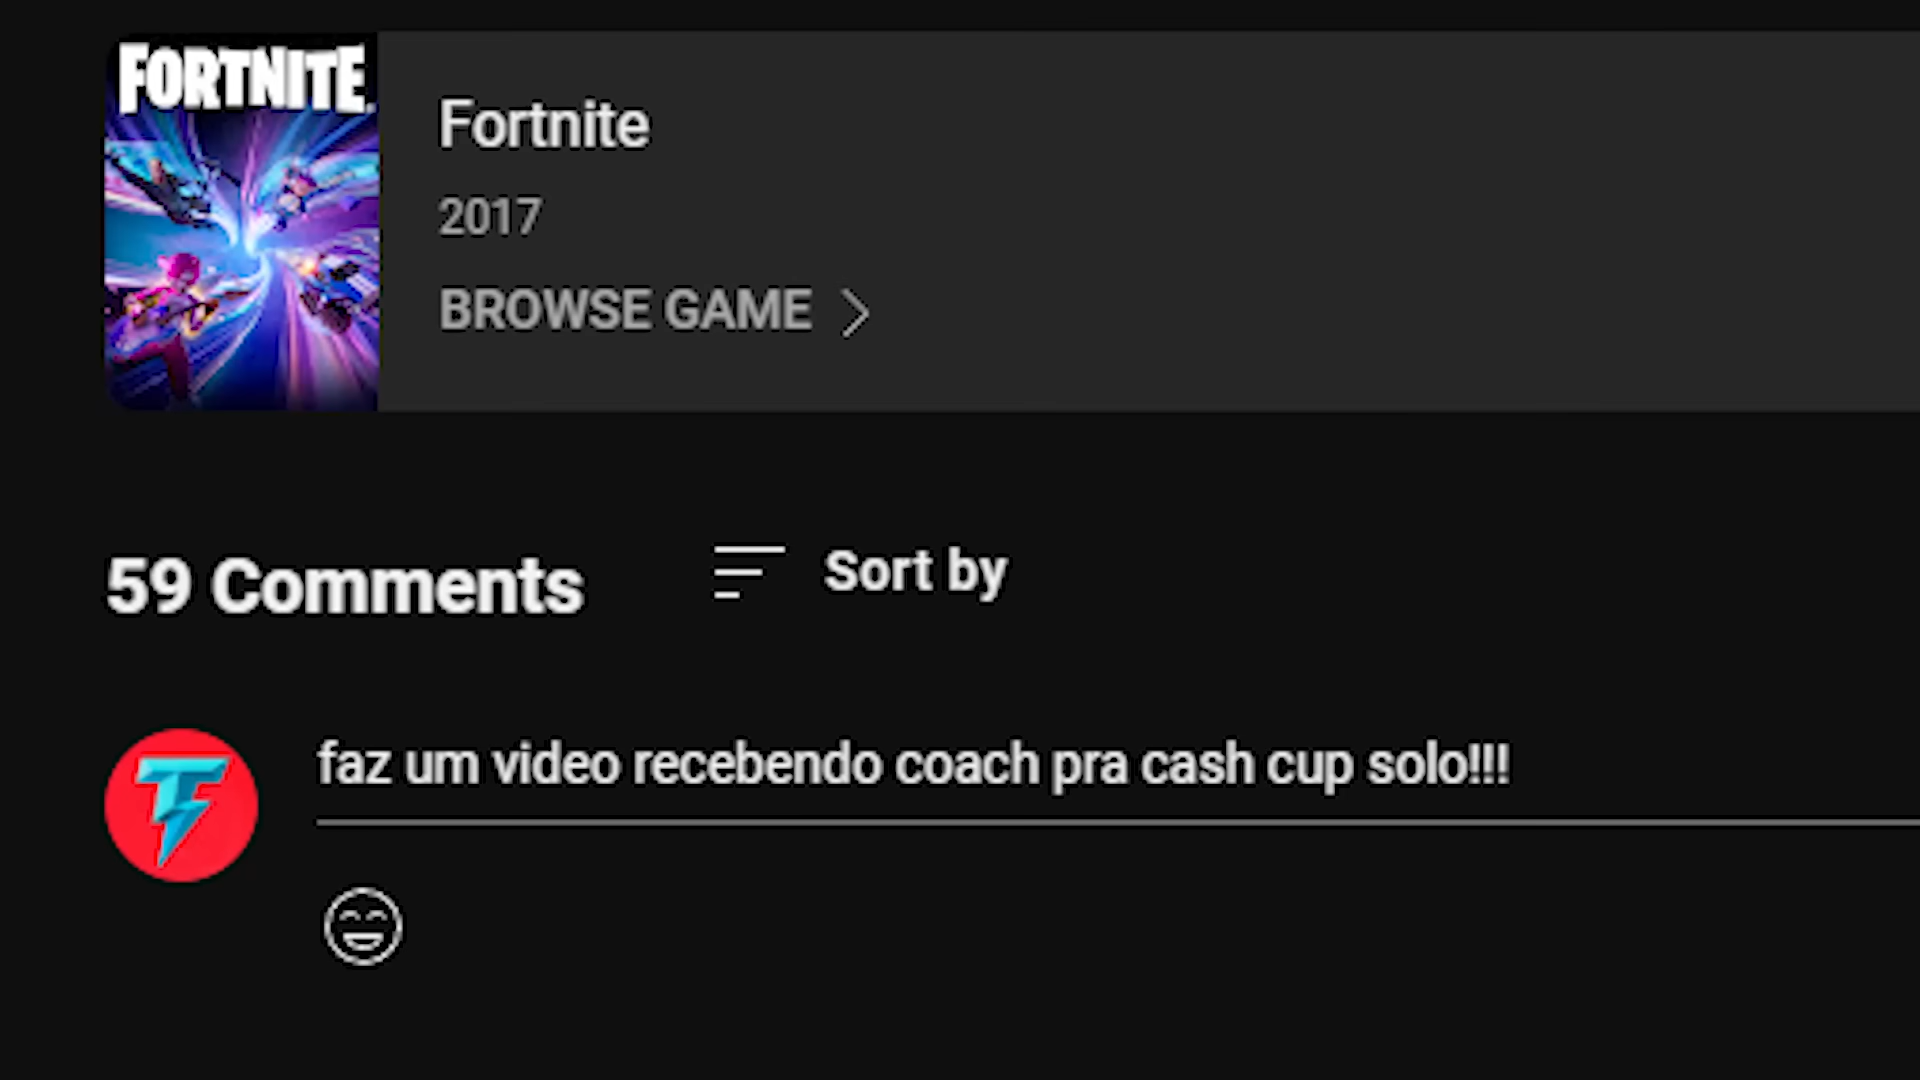 FORTNITE
Fortnite
2017
BROWSE GAME
59 Comments
Sort by
faz um video recebendo coach pra cash cup solo!!!